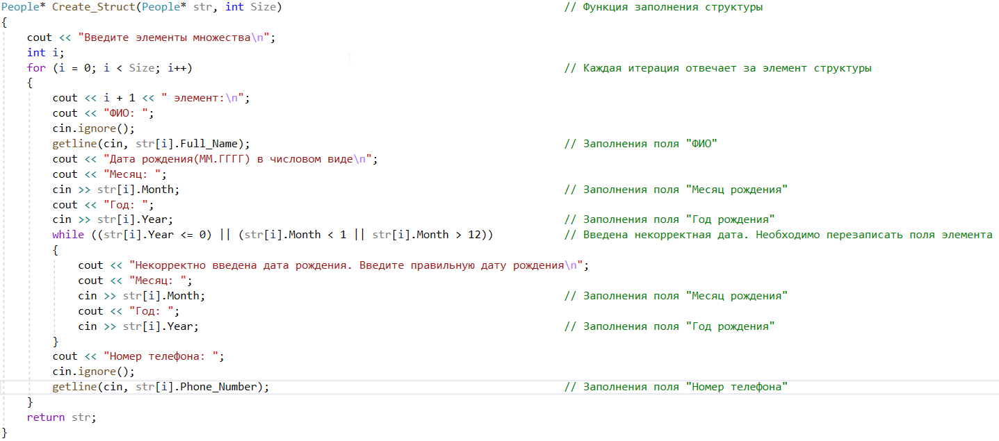 People* Create_Struct(People* str, int Size) // Функция заполнения структуры
{
cout << "Введите элементы множества\n";
int i;
for (i = 0; i < Size; i++) // Каждая итерация отвечает за элемент структуры
{
cout << i + 1 << " элемент:\n";
cout << "ФИО: ";
cin.ignore();
getline(cin, str[i].Full_Name); // Заполнения поля "ФИО"
cout << "Дата рождения(ММ.ГГГГ) в числовом виде\n";
cout << "Месяц: ";
cin >> str[i].Month; // Заполнения поля "Месяц рождения"
cout << "Год: ";
cin >> str[i].Year; // Заполнения поля "Год рождения"
while ((str[i].Year <= 0) || (str[i].Month < 1 || str[i].Month > 12)) // Введена некорректная дата. Необходимо перезаписать поля элемента
{
cout << "Некорректно введена дата рождения. Введите правильную дату рождения\n";
cout << "Месяц: ";
cin >> str[i].Month; // Заполнения поля "Месяц рождения"
cout << "Год: ";
cin >> str[i].Year; // Заполнения поля "Год рождения"
}
cout << "Номер телефона: ";
cin.ignore();
getline(cin, str[i].Phone_Number); // Заполнения поля "Номер телефона"
}
return str;
}